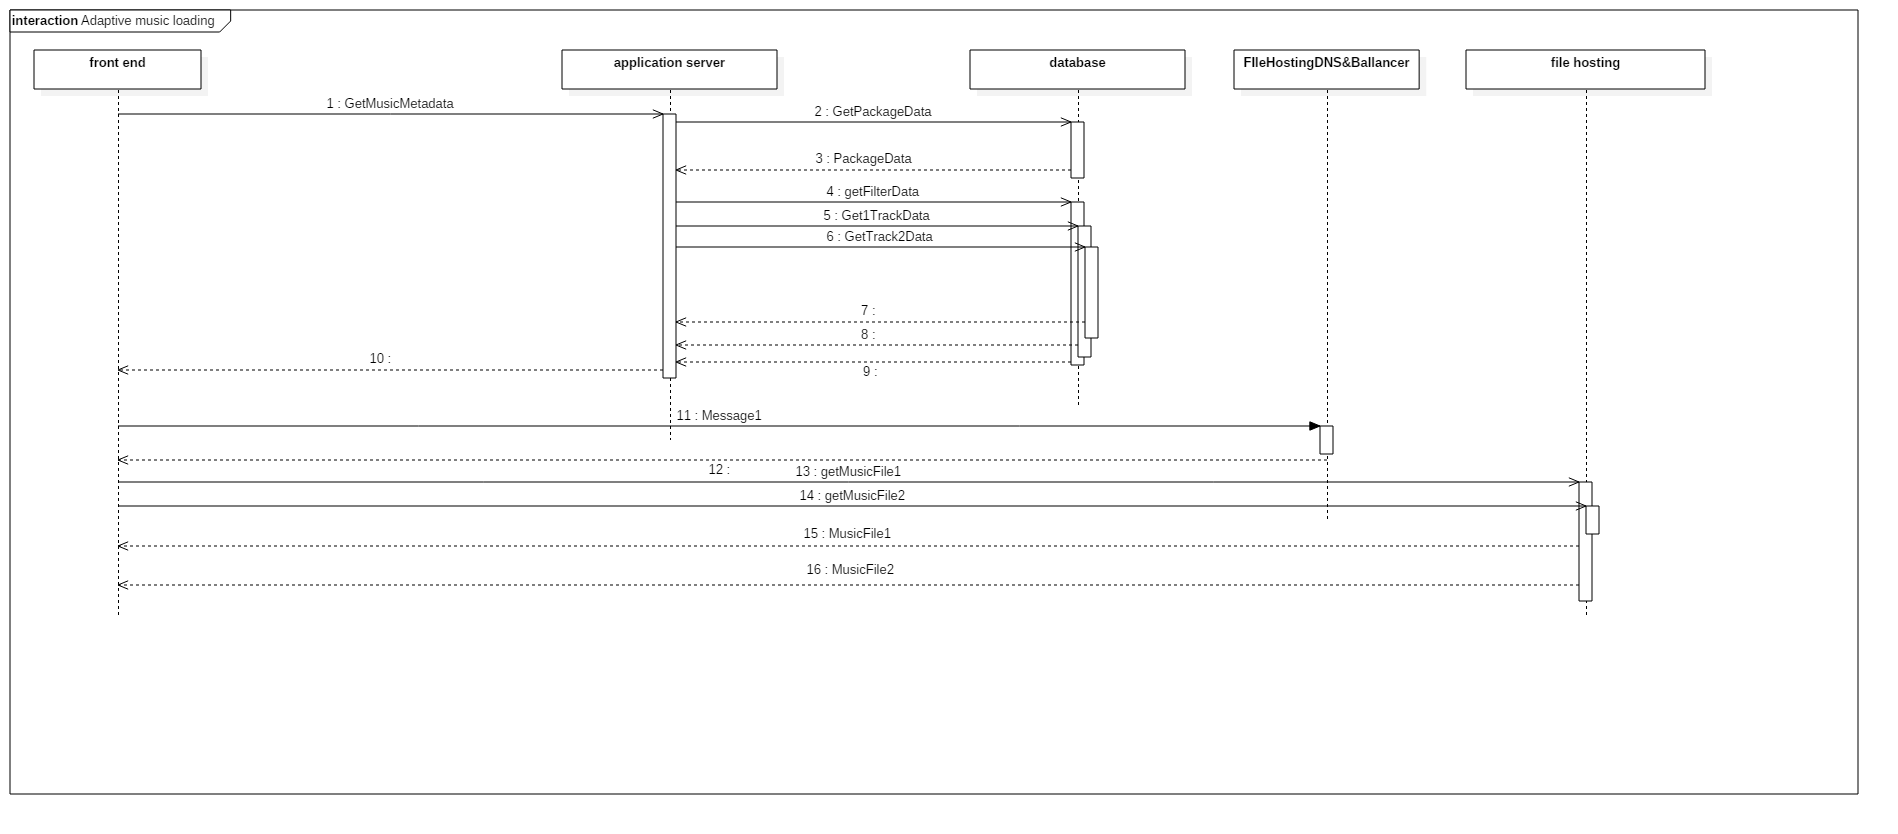 interaction Adaptive music loading
front end
application server
database
FIleHostingDNS&Ballancer
file hosting
1 : GetMusicMetadata
2 : GetPackageData
3 : PackageData
4 : getFilterData
5 : Get1TrackData
6 : GetTrack2Data
7 :
8 :
9 :
10 :
11 : Message1
12 :
13 : getMusicFile1
14 : getMusicFile2
15 : MusicFile1
16 : MusicFile2